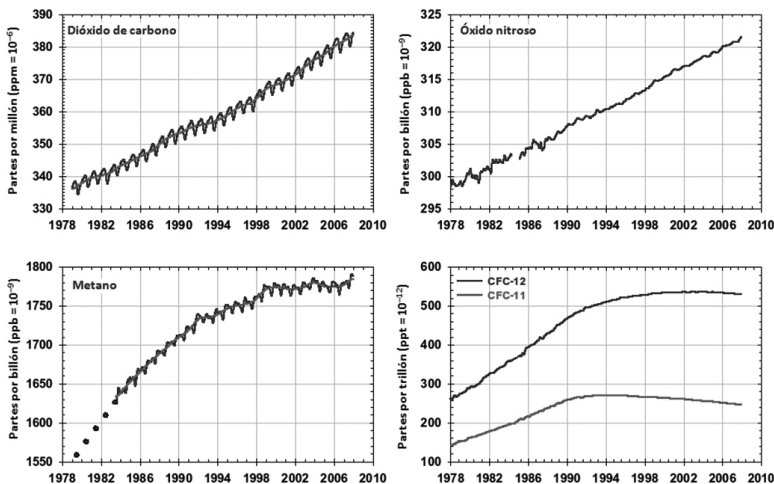 Dióxido de carbono
Partes por millón (ppm = 10⁻⁶)
390
380
370
360
350
340
330
1978 1982 1986 1990 1994 1998 2002 2006 2010
Óxido nitroso
Partes por billón (ppb = 10⁻⁹)
325
320
315
310
305
300
295
1978 1982 1986 1990 1994 1998 2002 2006 2010
Metano
Partes por billón (ppb = 10⁻⁹)
1800
1750
1700
1650
1600
1550
1978 1982 1986 1990 1994 1998 2002 2006 2010
CFC-12
CFC-11
Partes por trillón (ppt = 10⁻¹²)
600
500
400
300
200
100
1978 1982 1986 1990 1994 1998 2002 2006 2010